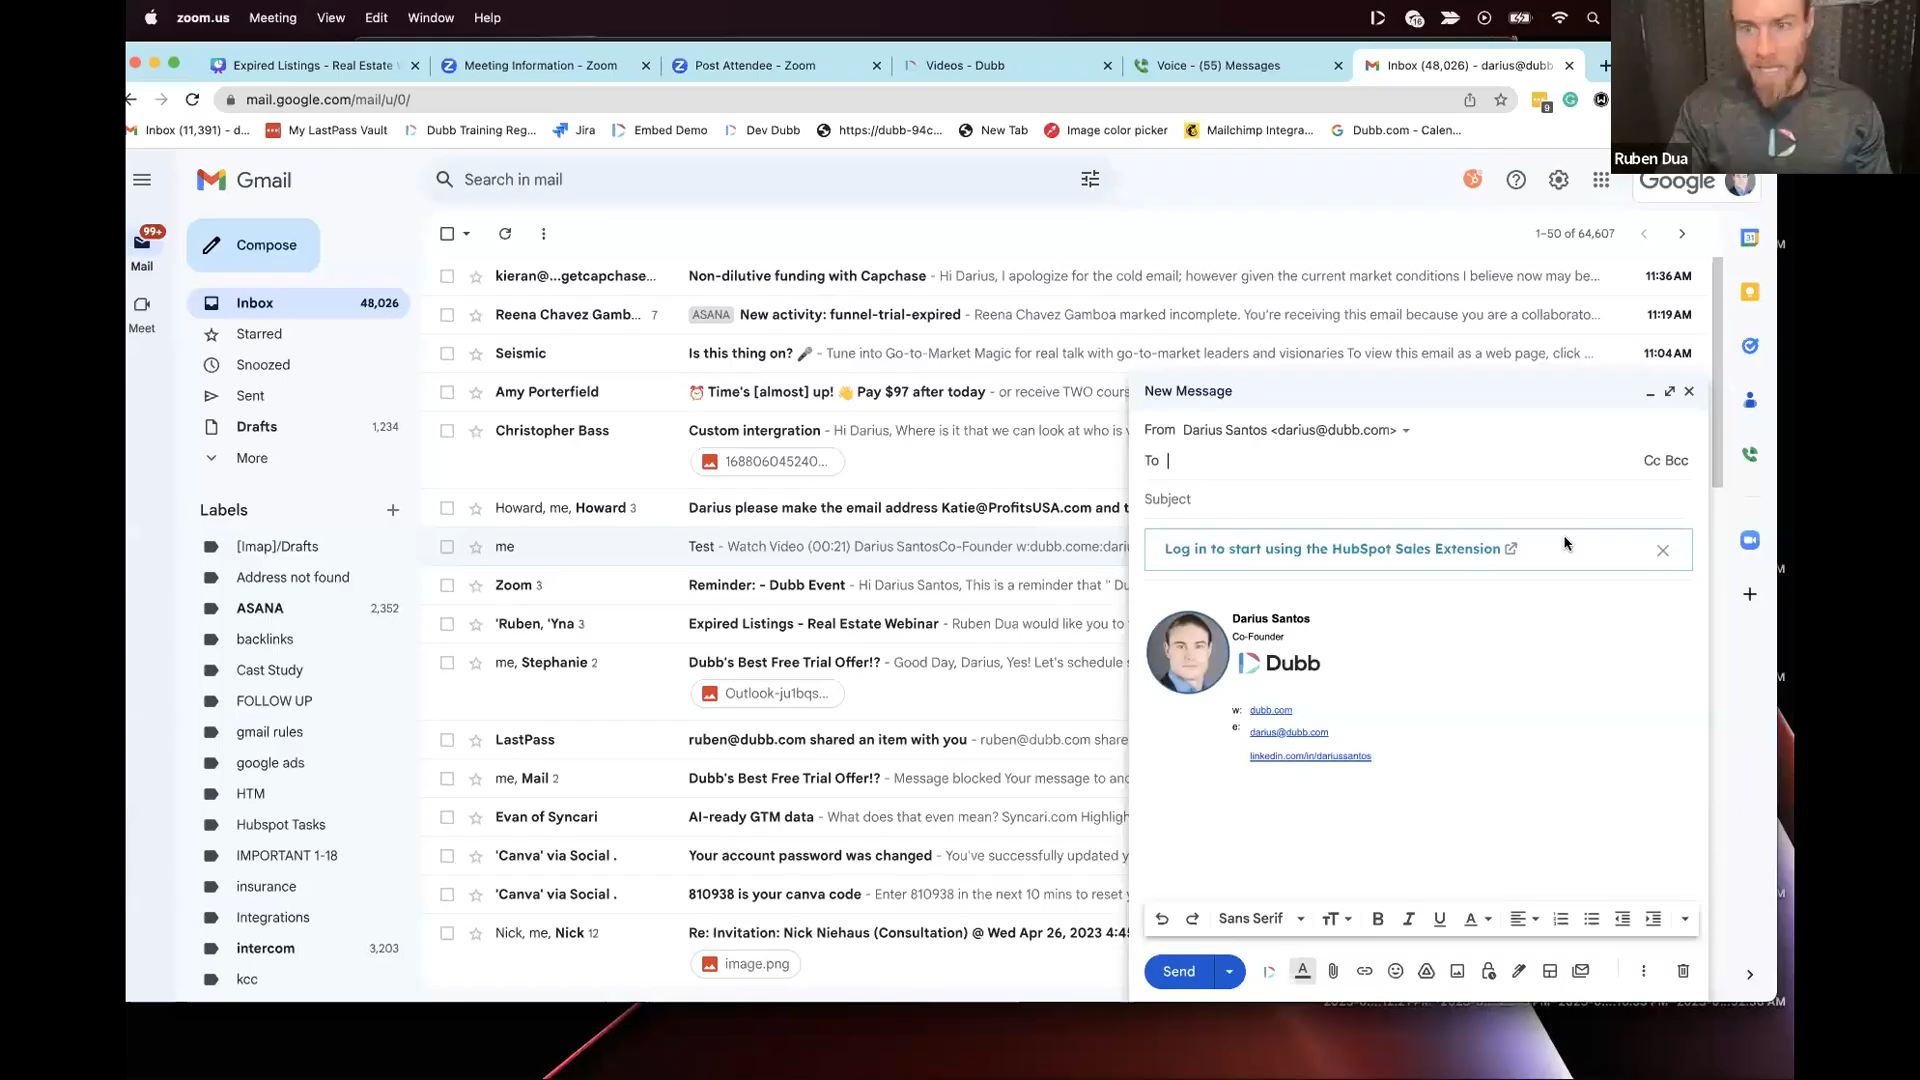 zoom.us Meeting View Edit Window Help
16
Expired Listings - Real Estate
Meeting Information - Zoom
Post Attendee - Zoom
Videos - Dubb
Voice - (55) Messages
Inbox (48,026) - darius@dubb
mail.google.com/mail/u/0/
9
Inbox (11,391) - d...
My LastPass Vault
Dubb Training Reg...
Jira
Embed Demo
Dev Dubb
https://dubb-94c...
New Tab
Image color picker
Mailchimp Integra...
Dubb.com - Calen...
Ruben Dua
Gmail
Search in mail
Google
99+
Mail
Meet
Compose
1–50 of 64,607
Inbox 48,026
Starred
Snoozed
Sent
Drafts 1,234
More
Labels
[Imap]/Drafts
Address not found
ASANA 2,352
backlinks
Cast Study
FOLLOW UP
gmail rules
google ads
HTM
Hubspot Tasks
IMPORTANT 1-18
insurance
Integrations
intercom 3,203
kcc
kieran@...getcapchase... Non-dilutive funding with Capchase - Hi Darius, I apologize for the cold email; however given the current market conditions I believe now may be... 11:36 AM
Reena Chavez Gamb... 7 ASANA New activity: funnel-trial-expired - Reena Chavez Gamboa marked incomplete. You're receiving this email because you are a collaborato... 11:19 AM
Seismic Is this thing on? 🎤 - Tune into Go-to-Market Magic for real talk with go-to-market leaders and visionaries To view this email as a web page, click ... 11:04 AM
Amy Porterfield ⏰ Time's [almost] up! 👋 Pay $97 after today - or receive TWO cours
Christopher Bass Custom intergration - Hi Darius, Where is it that we can look at who is
168806045240...
Howard, me, Howard 3 Darius please make the email address Katie@ProfitsUSA.com and t
me Test - Watch Video (00:21) Darius SantosCo-Founder w:dubb.come:dari
Zoom 3 Reminder: - Dubb Event - Hi Darius Santos, This is a reminder that " Du
'Ruben, 'Yna 3 Expired Listings - Real Estate Webinar - Ruben Dua would like you to
me, Stephanie 2 Dubb's Best Free Trial Offer!? - Good Day, Darius, Yes! Let's schedule
Outlook-ju1bqs...
LastPass ruben@dubb.com shared an item with you - ruben@dubb.com share
me, Mail 2 Dubb's Best Free Trial Offer!? - Message blocked Your message to and
Evan of Syncari AI-ready GTM data - What does that even mean? Syncari.com Highligh
'Canva' via Social . Your account password was changed - You've successfully updated y
'Canva' via Social . 810938 is your canva code - Enter 810938 in the next 10 mins to reset
Nick, me, Nick 12 Re: Invitation: Nick Niehaus (Consultation) @ Wed Apr 26, 2023 4:45
image.png
New Message
From Darius Santos <darius@dubb.com>
To
Cc Bcc
Subject
Log in to start using the HubSpot Sales Extension
Darius Santos
Co-Founder
Dubb
w: dubb.com
e: darius@dubb.com
linkedin.com/in/dariussantos
Sans Serif
Send
31